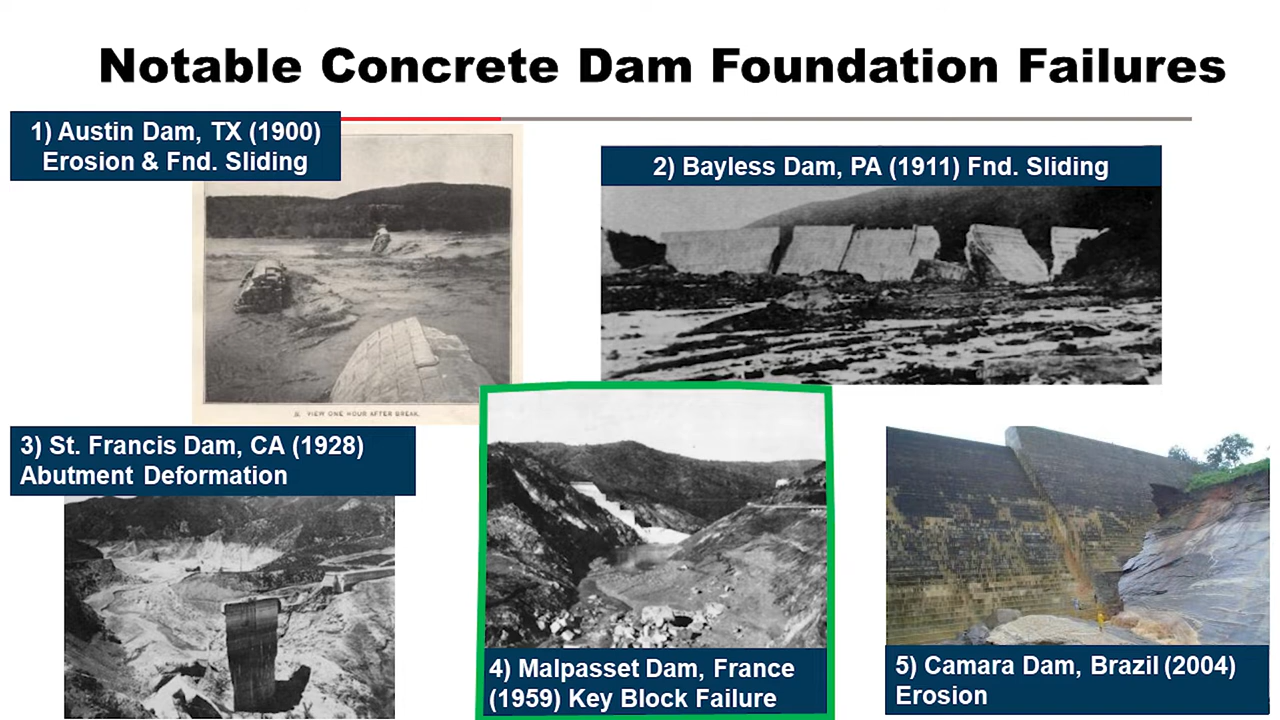 Notable Concrete Dam Foundation Failures
1) Austin Dam, TX (1900)
Erosion & Fnd. Sliding
2) Bayless Dam, PA (1911) Fnd. Sliding
VIEW ONE HOUR AFTER BREAK.
3) St. Francis Dam, CA (1928)
Abutment Deformation
4) Malpasset Dam, France
(1959) Key Block Failure
5) Camara Dam, Brazil (2004)
Erosion